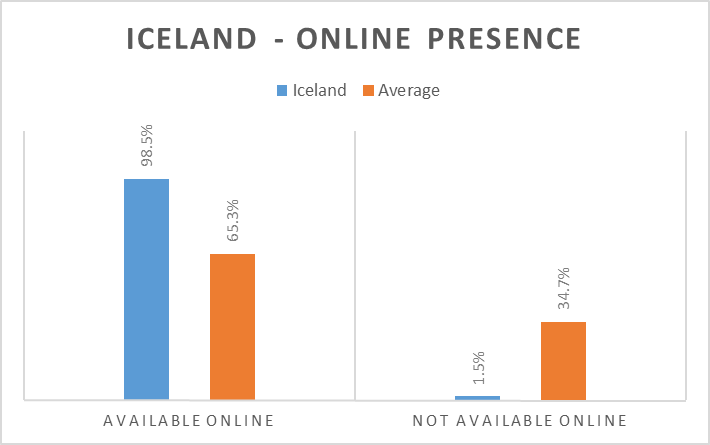 ICELAND - ONLINE PRESENCE
Iceland Average
98.5%
65.3%
1.5%
34.7%
AVAILABLE ONLINE
NOT AVAILABLE ONLINE